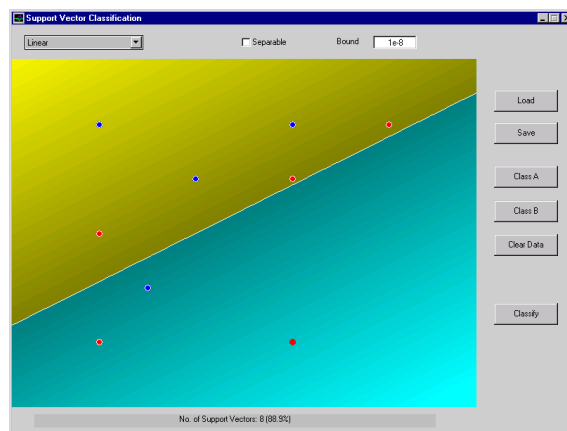 Support Vector Classification
Linear
Separable
Bound
1e-8
Load
Save
Class A
Class B
Clear Data
Classify
No. of Support Vectors: 8 (88.9%)